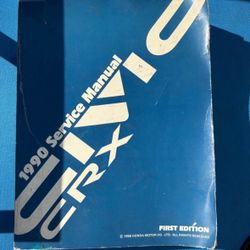 1990 Service Manual
CIVIC
CRX
FIRST EDITION
© 1989 HONDA MOTOR CO., LTD. ALL RIGHTS RESERVED